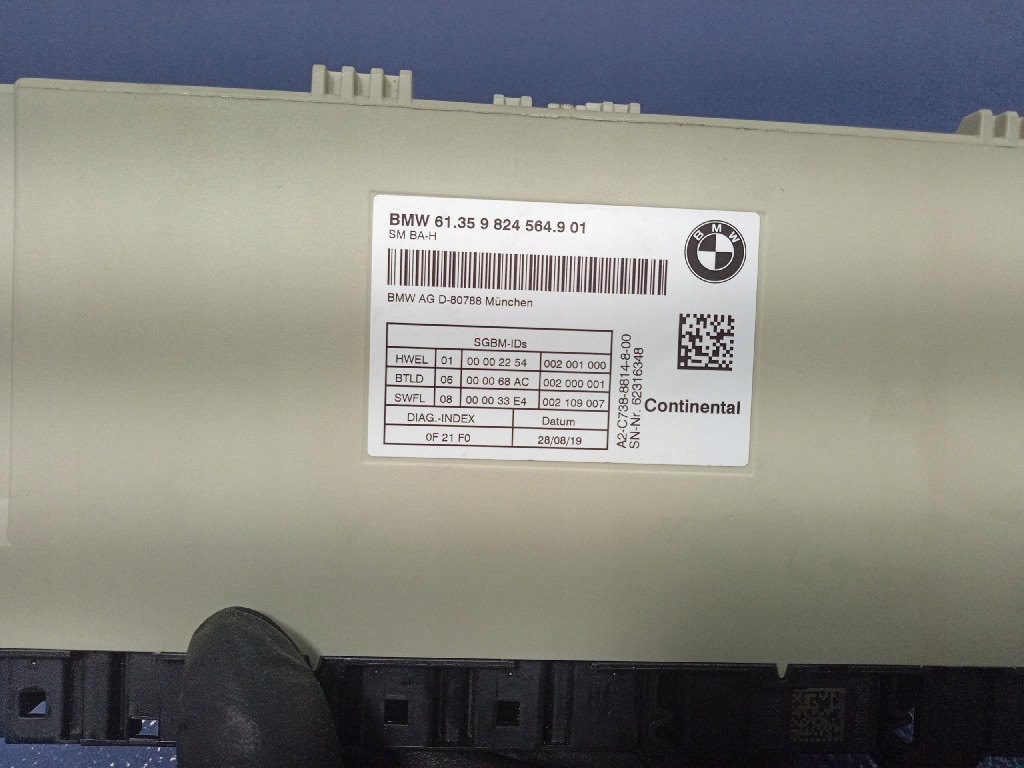 BMW 61.35 9 824 564.9 01
SM BA-H
BMW
BMW AG D-80788 München
SGBM-IDs
HWEL 01 00 00 22 54 002 001 000
BTLD 06 00 00 68 AC 002 000 001
SWFL 08 00 00 33 E4 002 109 007
DIAG.-INDEX Datum
0F 21 F0 28/08/19
A2-C738-8814-8-00
SN-Nr. 62316348
Continental